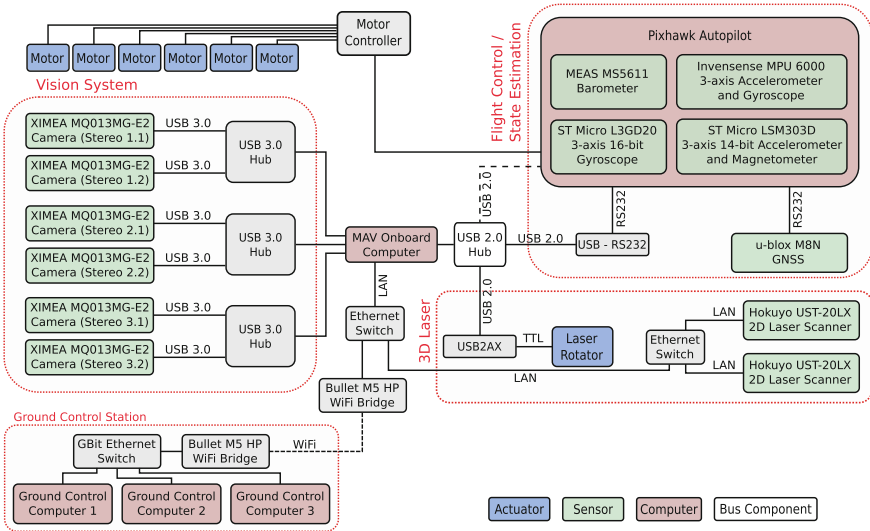 Motor
Controller
Motor
Motor
Motor
Motor
Motor
Motor
Vision System
XIMEA MQ013MG-E2
Camera (Stereo 1.1)
USB 3.0
XIMEA MQ013MG-E2
Camera (Stereo 1.2)
USB 3.0
USB 3.0
Hub
XIMEA MQ013MG-E2
Camera (Stereo 2.1)
USB 3.0
XIMEA MQ013MG-E2
Camera (Stereo 2.2)
USB 3.0
USB 3.0
Hub
XIMEA MQ013MG-E2
Camera (Stereo 3.1)
USB 3.0
XIMEA MQ013MG-E2
Camera (Stereo 3.2)
USB 3.0
USB 3.0
Hub
Flight Control /
State Estimation
Pixhawk Autopilot
MEAS MS5611
Barometer
Invensense MPU 6000
3-axis Accelerometer
and Gyroscope
ST Micro L3GD20
3-axis 16-bit
Gyroscope
ST Micro LSM303D
3-axis 14-bit Accelerometer
and Magnetometer
USB 2.0
RS232
RS232
MAV Onboard
Computer
USB 2.0
Hub
USB 2.0
USB - RS232
u-blox M8N
GNSS
LAN
USB 2.0
Ethernet
Switch
3D Laser
USB2AX
TTL
Laser
Rotator
Ethernet
Switch
LAN
Hokuyo UST-20LX
2D Laser Scanner
LAN
Hokuyo UST-20LX
2D Laser Scanner
LAN
Bullet M5 HP
WiFi Bridge
Ground Control Station
GBit Ethernet
Switch
Bullet M5 HP
WiFi Bridge
WiFi
Ground Control
Computer 1
Ground Control
Computer 2
Ground Control
Computer 3
Actuator
Sensor
Computer
Bus Component